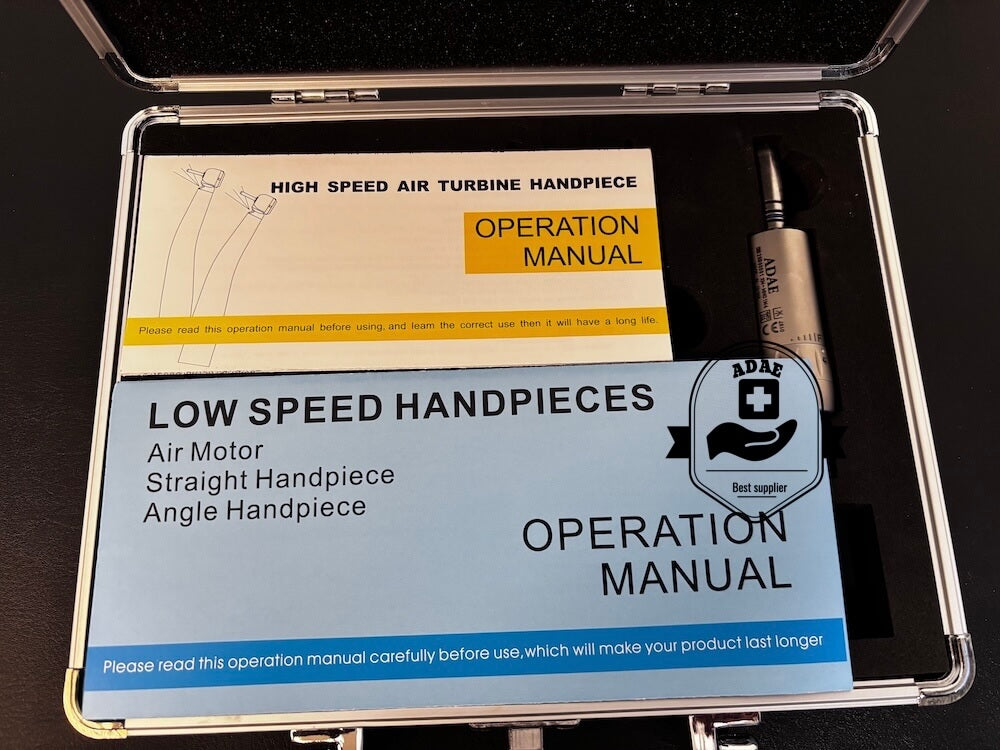 HIGH SPEED AIR TURBINE HANDPIECE
OPERATION
MANUAL
Please read this operation manual before using, and learn the correct use then it will have a long life.
ADAE
LOW SPEED HANDPIECES
Air Motor
Straight Handpiece
Angle Handpiece
OPERATION
MANUAL
Please read this operation manual carefully before use,which will make your product last longer
ADAE
Best supplier